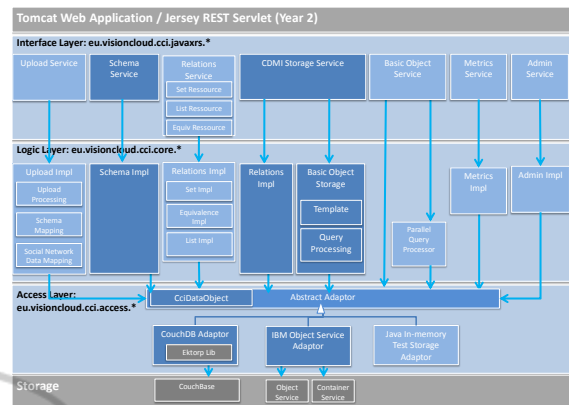 Tomcat Web Application / Jersey REST Servlet (Year 2)
Interface Layer: eu.visioncloud.cci.javaxrs.*
Upload Service
Schema
Service
Relations
Service
Set Ressource
List Ressource
Equiv Ressource
CDMI Storage Service
Basic Object
Service
Metrics
Service
Admin
Service
Logic Layer: eu.visioncloud.cci.core.*
Upload Impl
Upload
Processing
Schema
Mapping
Social Network
Data Mapping
Schema Impl
Relations Impl
Set Impl
Equivalence
Impl
List Impl
Relations
Impl
Basic Object
Storage
Template
Query
Processing
Parallel
Query
Processor
Metrics
Impl
Admin Impl
Access Layer:
eu.visioncloud.cci.access.*
CciDataObject
Abstract Adaptor
CouchDB Adaptor
Ektorp Lib
IBM Object Service
Adaptor
Java In-memory
Test Storage
Adaptor
Storage
CouchBase
Object
Service
Container
Service